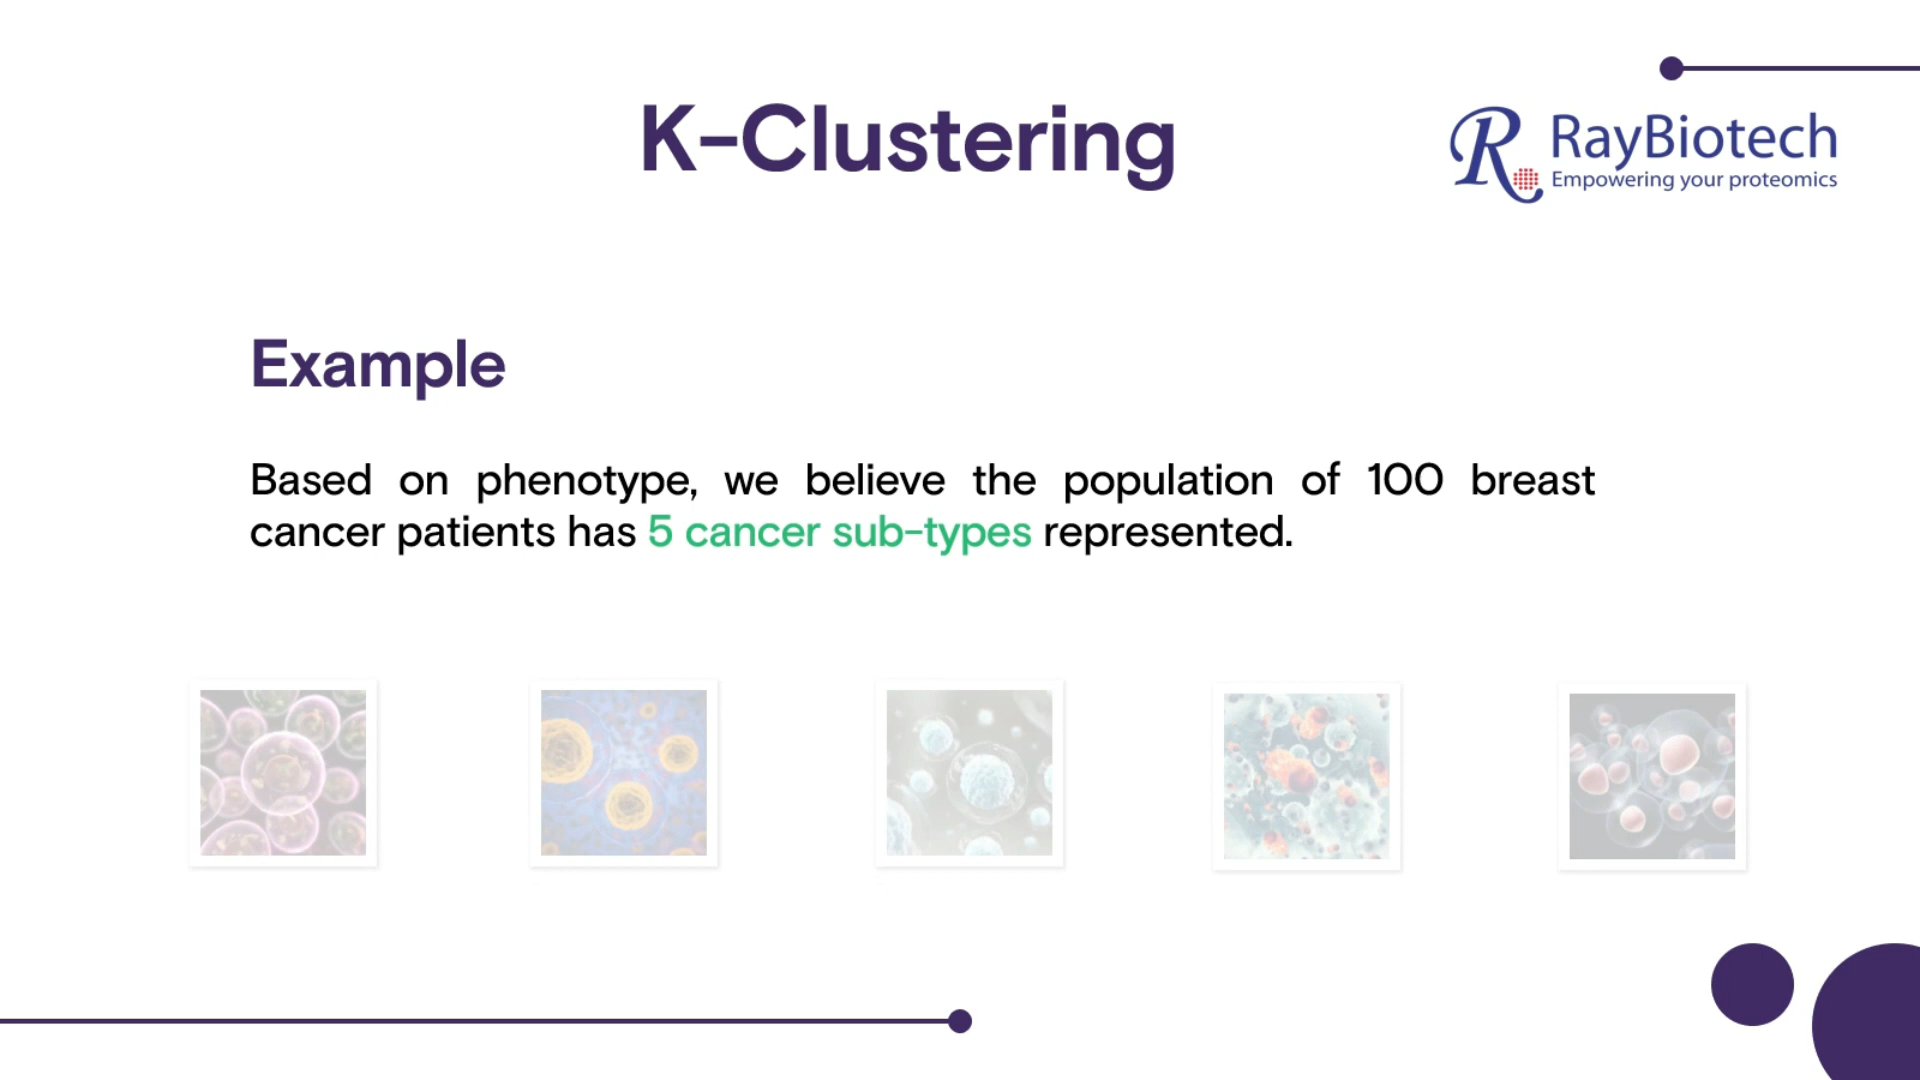 K-Clustering
RayBiotech
Empowering your proteomics
Example
Based on phenotype, we believe the population of 100 breast
cancer patients has 5 cancer sub-types represented.